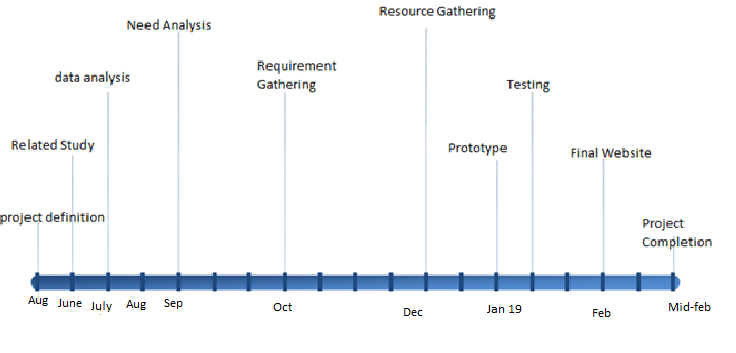 Resource Gathering
Need Analysis
Requirement
Gathering
data analysis
Testing
Related Study
Prototype
Final Website
project definition
Project
Completion
Aug June July Aug Sep Oct Dec Jan 19 Feb Mid-feb